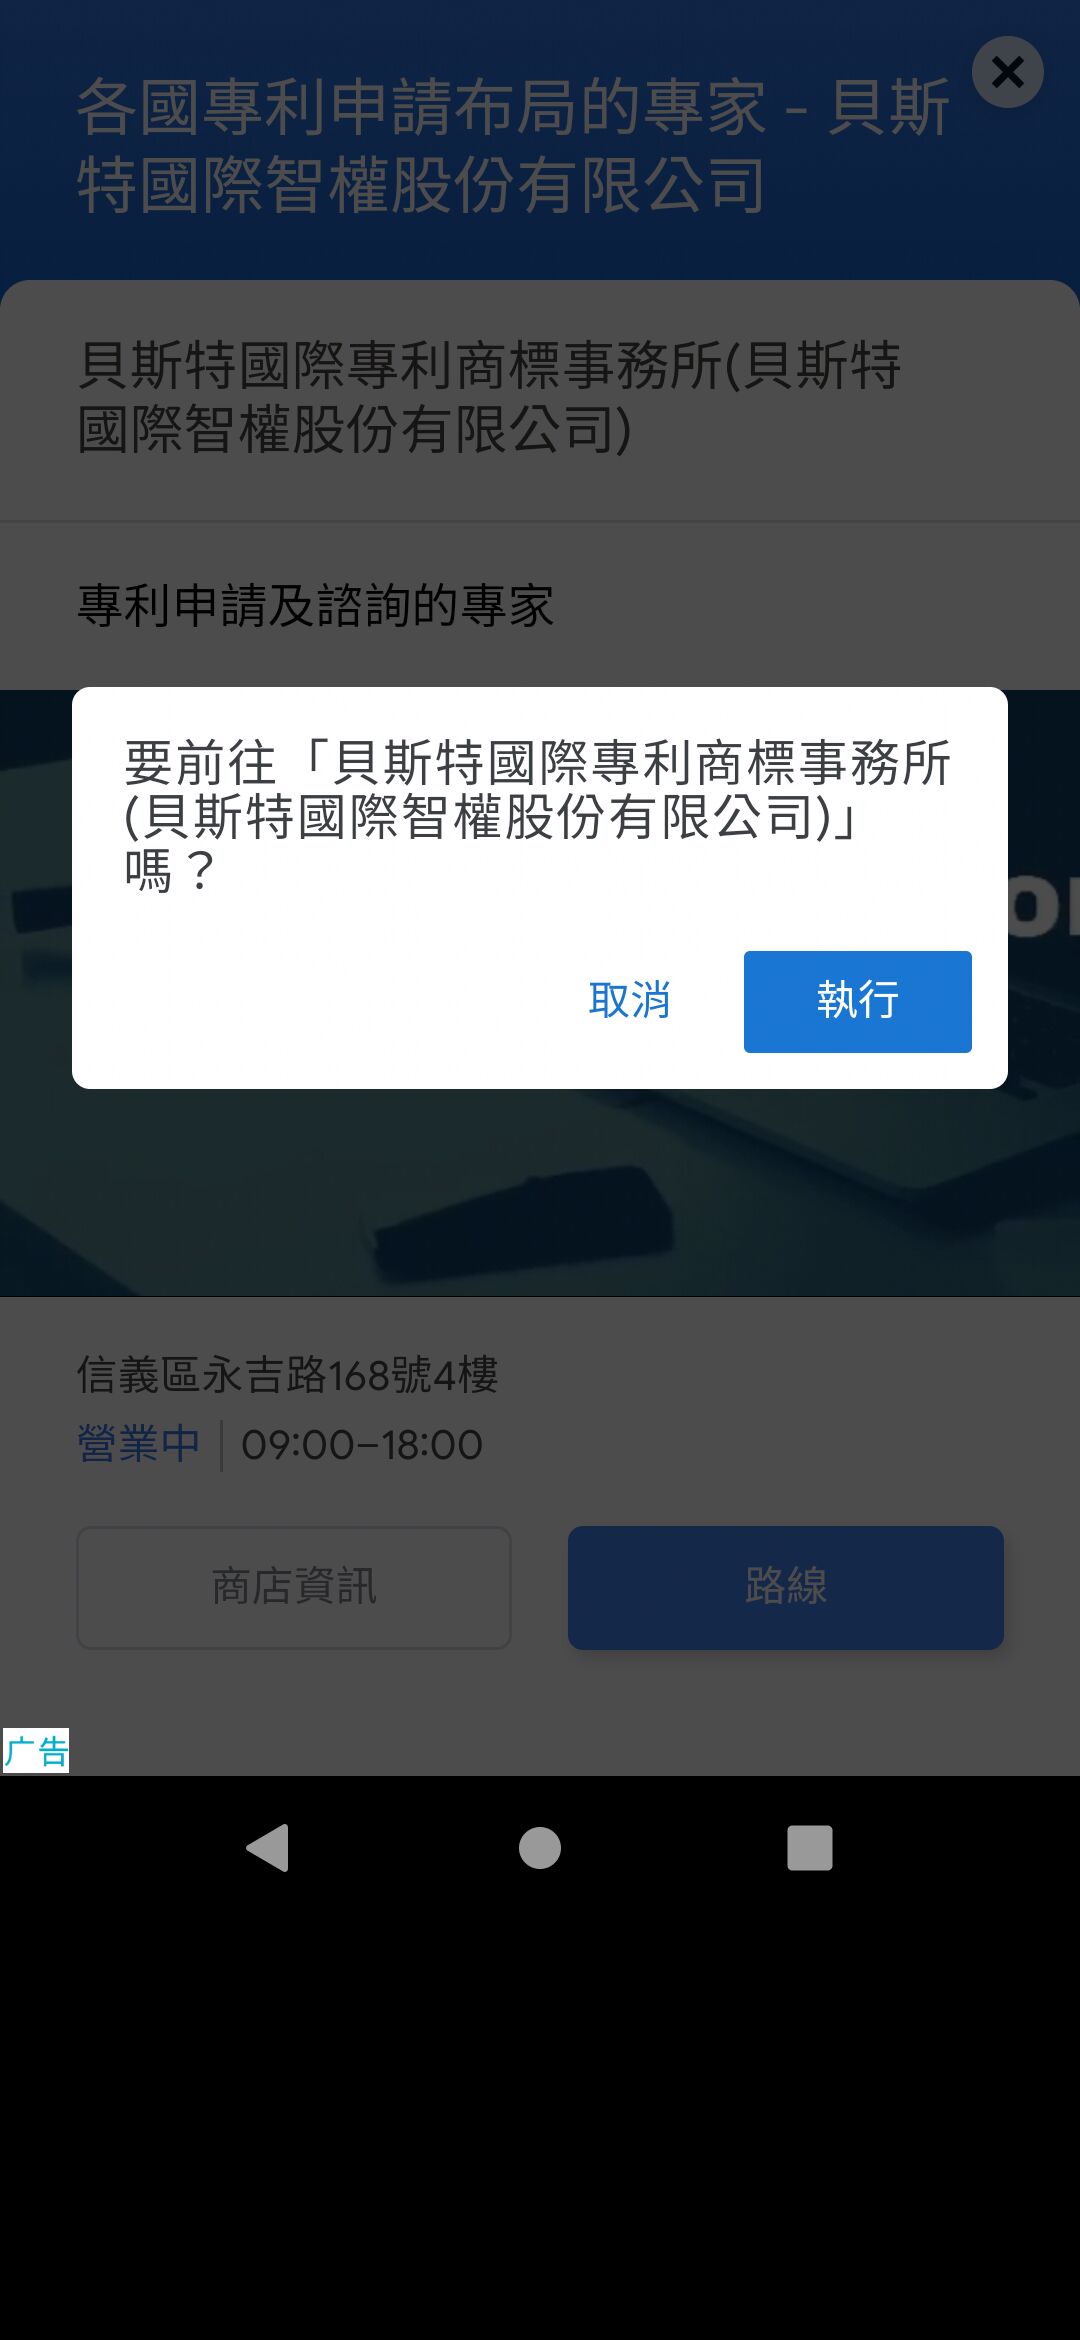 各國專利申請布局的專家 - 貝斯
特國際智權股份有限公司
貝斯特國際專利商標事務所(貝斯特
國際智權股份有限公司)
專利申請及諮詢的專家
要前往「貝斯特國際專利商標事務所
(貝斯特國際智權股份有限公司)」
嗎？
取消
執行
信義區永吉路168號4樓
營業中 | 09:00–18:00
商店資訊
路線
广告